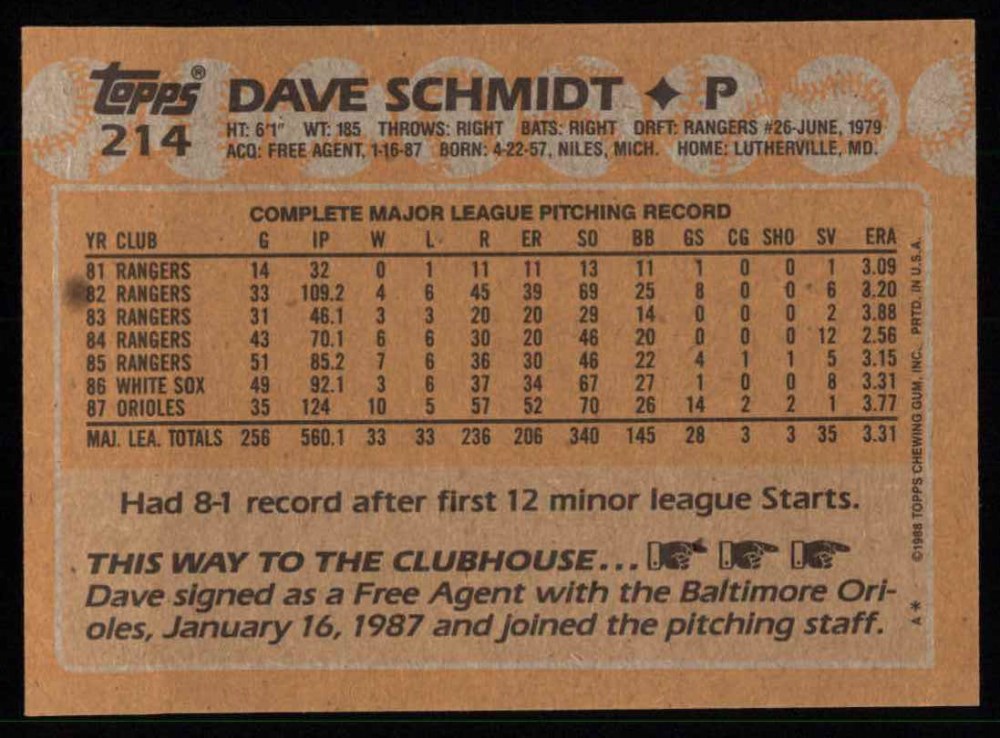 Topps® DAVE SCHMIDT ✦ P
214
HT: 6'1" WT: 185 THROWS: RIGHT BATS: RIGHT DRFT: RANGERS #26-JUNE, 1979
ACQ: FREE AGENT, 1-16-87 BORN: 4-22-57, NILES, MICH. HOME: LUTHERVILLE, MD.
COMPLETE MAJOR LEAGUE PITCHING RECORD
YR CLUB G IP W L R ER SO BB GS CG SHO SV ERA
81 RANGERS 14 32 0 1 11 11 13 11 1 0 0 1 3.09
82 RANGERS 33 109.2 4 6 45 39 69 25 8 0 0 6 3.20
83 RANGERS 31 46.1 3 3 20 20 29 14 0 0 0 2 3.88
84 RANGERS 43 70.1 6 6 30 20 46 20 0 0 0 12 2.56
85 RANGERS 51 85.2 7 6 36 30 46 22 4 1 1 5 3.15
86 WHITE SOX 49 92.1 3 6 37 34 67 27 1 0 0 8 3.31
87 ORIOLES 35 124 10 5 57 52 70 26 14 2 2 1 3.77
MAJ. LEA. TOTALS 256 560.1 33 33 236 206 340 145 28 3 3 35 3.31
Had 8-1 record after first 12 minor league Starts.
THIS WAY TO THE CLUBHOUSE...
Dave signed as a Free Agent with the Baltimore Ori-
oles, January 16, 1987 and joined the pitching staff.
A* ©1988 TOPPS CHEWING GUM, INC. PRTD. IN U.S.A.